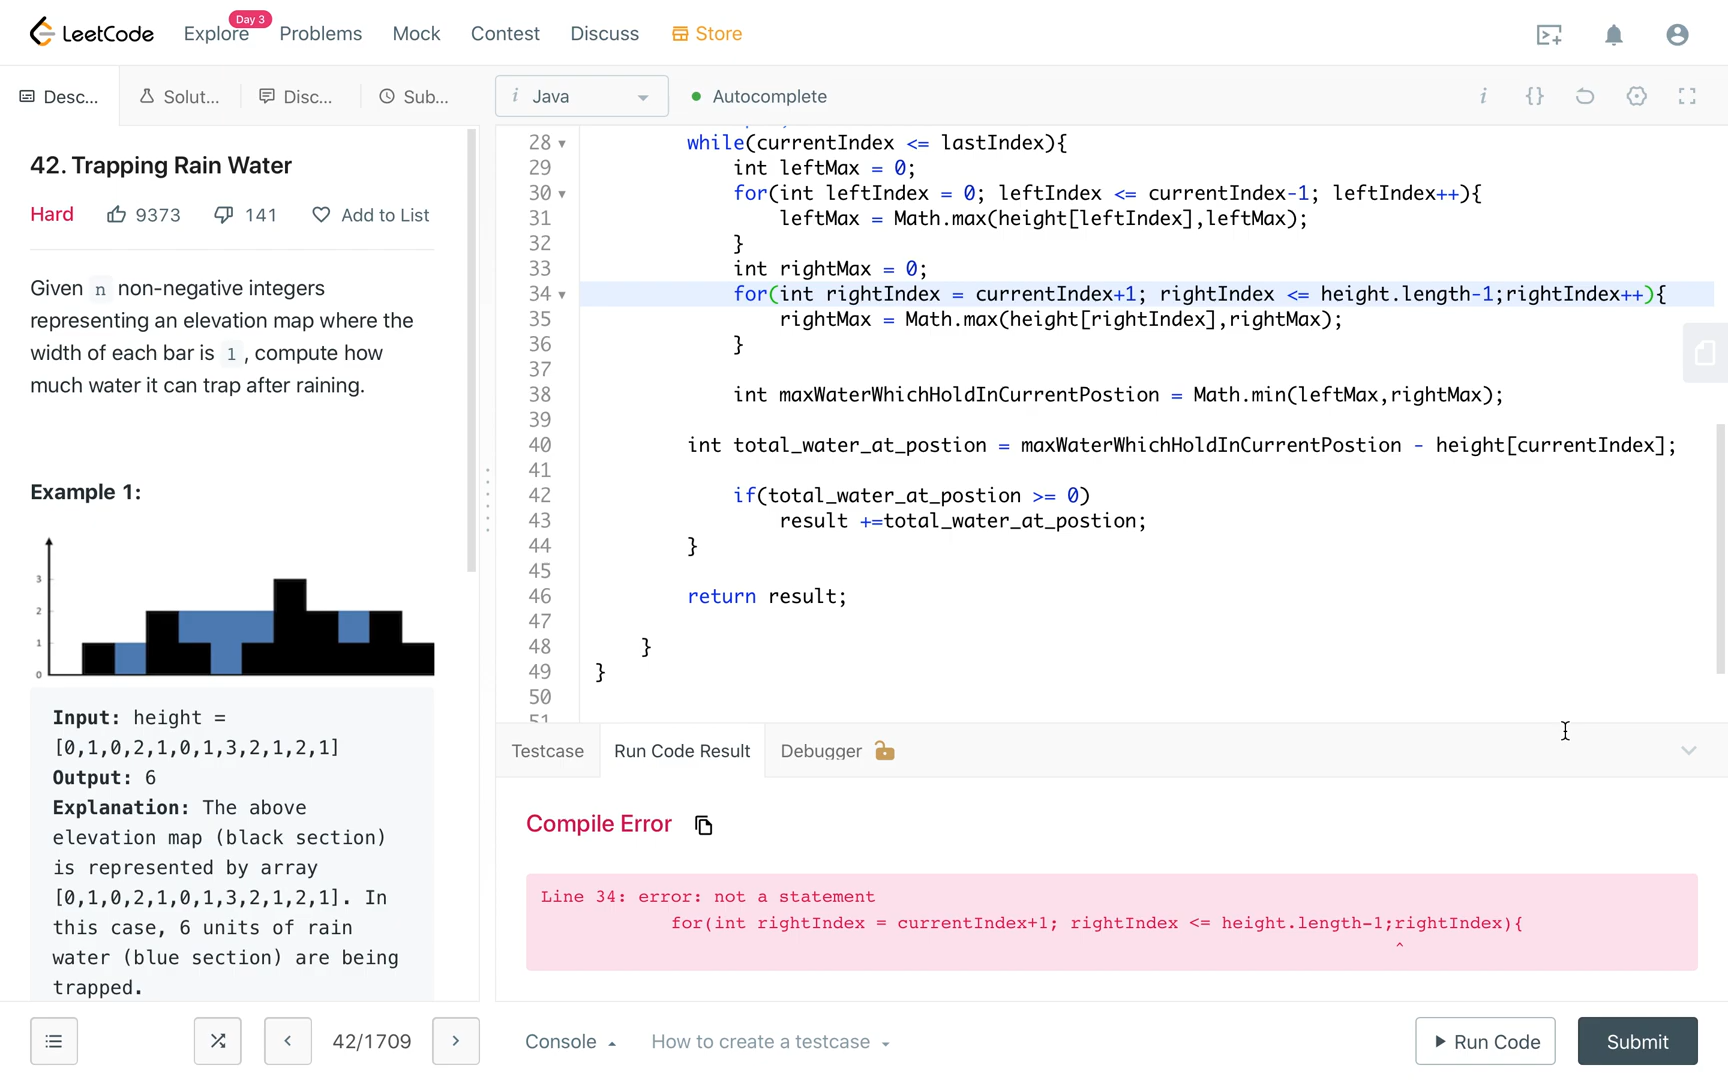 LeetCode
Explore
Day 3
Problems
Mock
Contest
Discuss
Store
Desc...
Solut...
Disc...
Sub...
i Java
Autocomplete
i {}
42. Trapping Rain Water
Hard 9373 141 Add to List
Given n non-negative integers
representing an elevation map where the
width of each bar is 1 , compute how
much water it can trap after raining.
Example 1:
3
2
1
0
Input: height =
[0,1,0,2,1,0,1,3,2,1,2,1]
Output: 6
Explanation: The above
elevation map (black section)
is represented by array
[0,1,0,2,1,0,1,3,2,1,2,1]. In
this case, 6 units of rain
water (blue section) are being
trapped.
28 while(currentIndex <= lastIndex){
29 int leftMax = 0;
30 for(int leftIndex = 0; leftIndex <= currentIndex-1; leftIndex++){
31 leftMax = Math.max(height[leftIndex],leftMax);
32 }
33 int rightMax = 0;
34 for(int rightIndex = currentIndex+1; rightIndex <= height.length-1;rightIndex++){
35 rightMax = Math.max(height[rightIndex],rightMax);
36 }
37
38 int maxWaterWhichHoldInCurrentPostion = Math.min(leftMax,rightMax);
39
40 int total_water_at_postion = maxWaterWhichHoldInCurrentPostion - height[currentIndex];
41
42 if(total_water_at_postion >= 0)
43 result +=total_water_at_postion;
44 }
45
46 return result;
47
48 }
49 }
50
51
Testcase
Run Code Result
Debugger
Compile Error
Line 34: error: not a statement
for(int rightIndex = currentIndex+1; rightIndex <= height.length-1;rightIndex){
^
42/1709
Console
How to create a testcase
Run Code
Submit